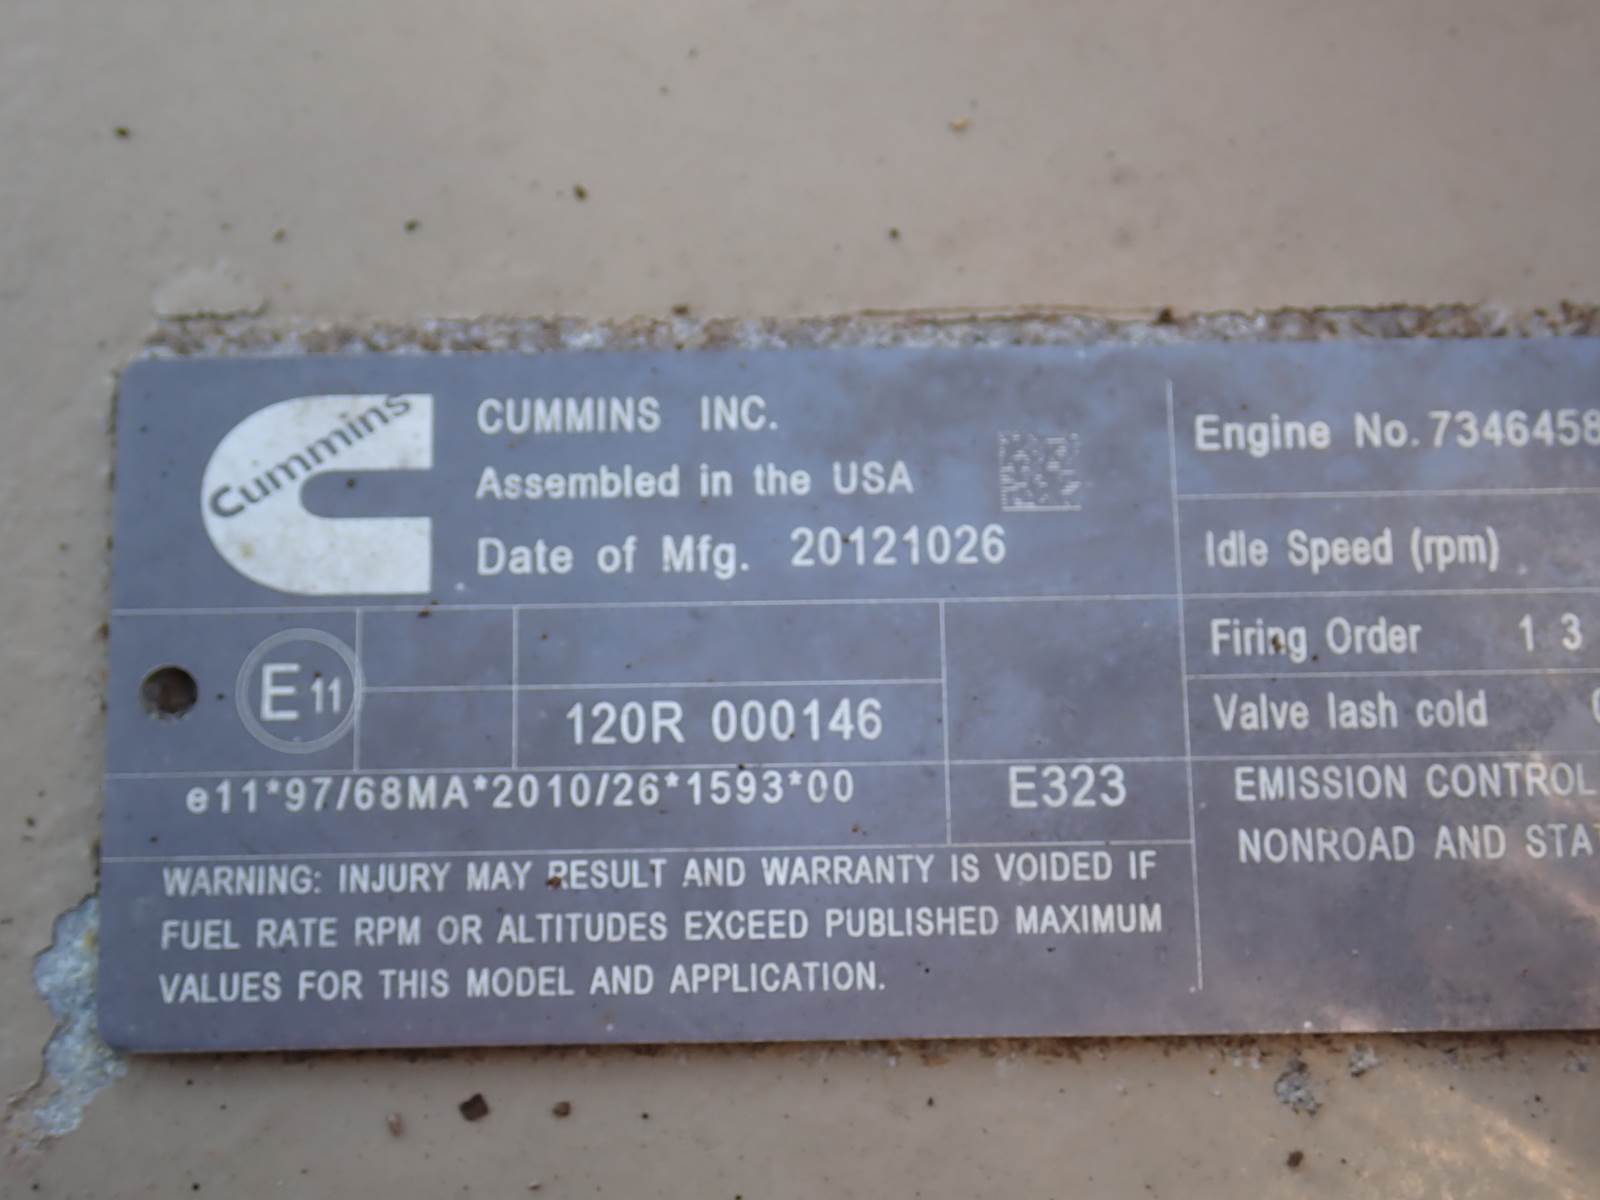 Cummins
CUMMINS INC.
Assembled in the USA
Date of Mfg. 20121026
E 11
120R 000146
e11*97/68MA*2010/26*1593*00
E323
WARNING: INJURY MAY RESULT AND WARRANTY IS VOIDED IF
FUEL RATE RPM OR ALTITUDES EXCEED PUBLISHED MAXIMUM
VALUES FOR THIS MODEL AND APPLICATION.
Engine No. 7346458
Idle Speed (rpm)
Firing Order 1 3
Valve lash cold
EMISSION CONTROL
NONROAD AND STA